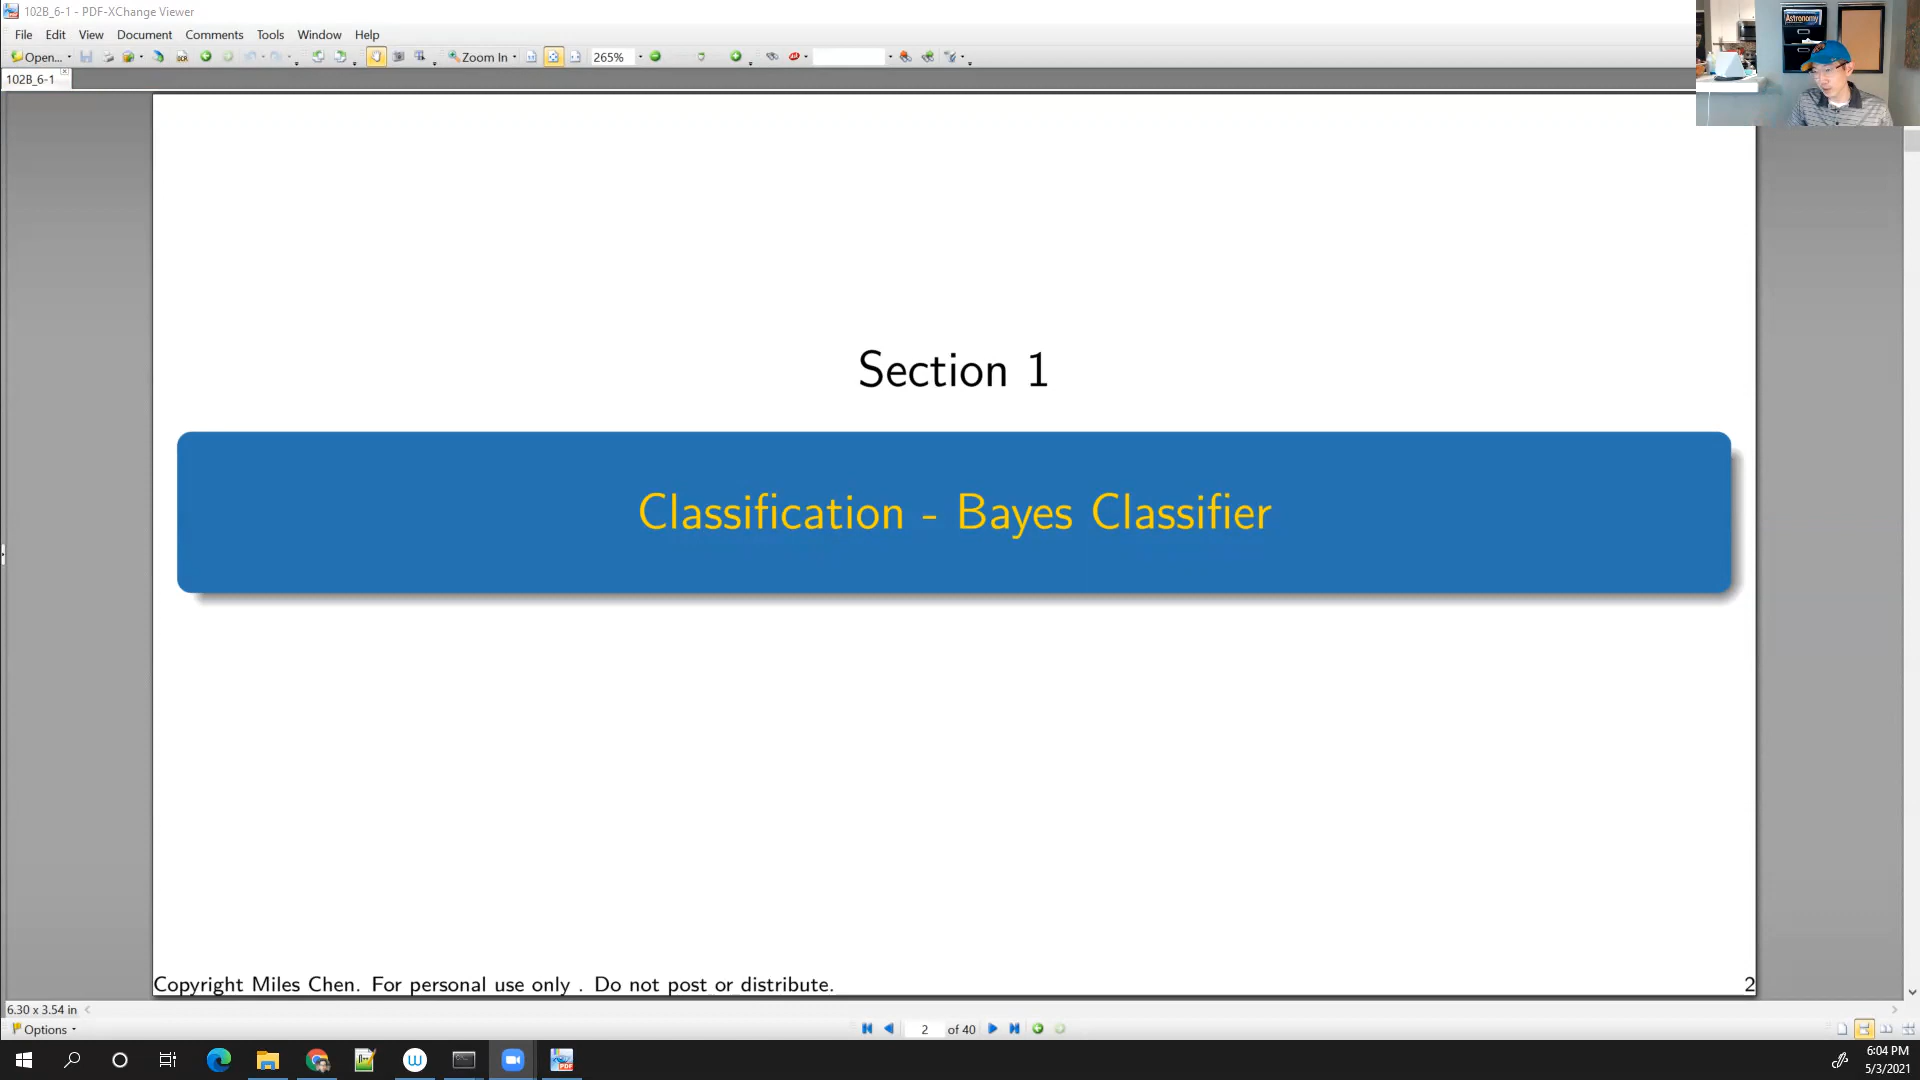 102B_6-1 - PDF-XChange Viewer
File Edit View Document Comments Tools Window Help
Open... Zoom In 265%
102B_6-1
Astronomy
Section 1
Classification - Bayes Classifier
Copyright Miles Chen. For personal use only . Do not post or distribute.
2
6.30 x 3.54 in
Options 2 of 40
6:04 PM
5/3/2021